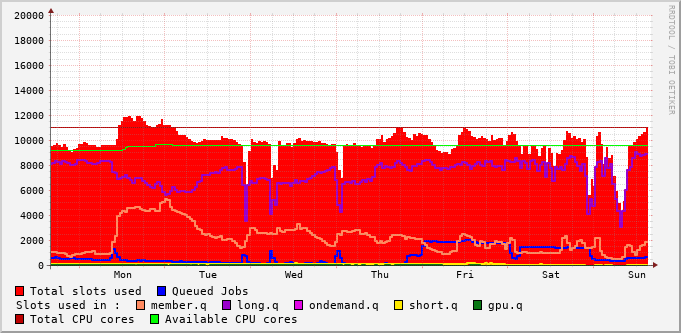 RRDTOOL / TOBI OETIKER
20000
18000
16000
14000
12000
10000
8000
6000
4000
2000
0
Mon Tue Wed Thu Fri Sat Sun
Total slots used Queued Jobs
Slots used in : member.q long.q ondemand.q short.q gpu.q
Total CPU cores Available CPU cores